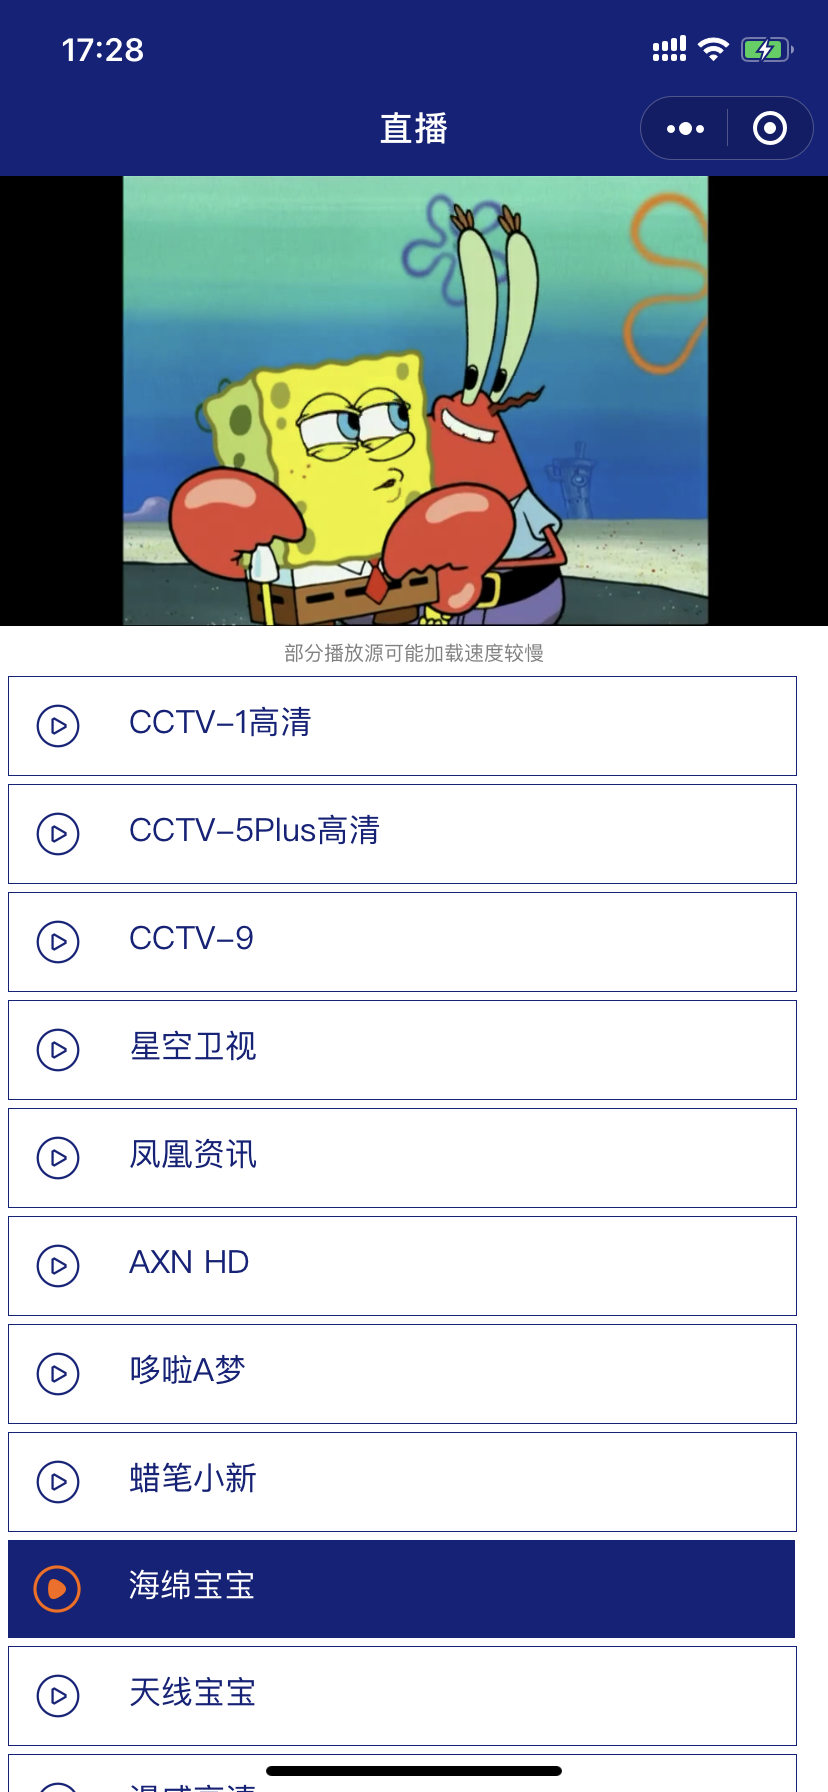 17:28
直播
部分播放源可能加载速度较慢
CCTV-1高清
CCTV-5Plus高清
CCTV-9
星空卫视
凤凰资讯
AXN HD
哆啦A梦
蜡笔小新
海绵宝宝
天线宝宝